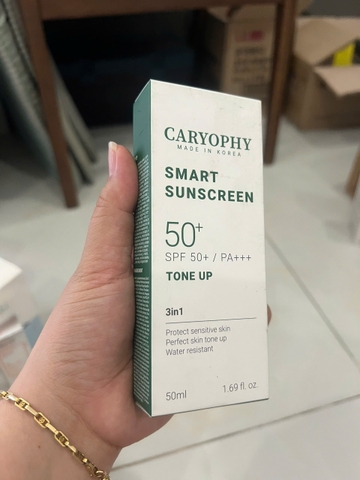 CARYOPHY
MADE IN KOREA
SMART
SUNSCREEN
50+
SPF 50+ / PA+++
TONE UP
3in1
Protect sensitive skin
Perfect skin tone up
Water resistant
50ml 1.69 fl. oz.